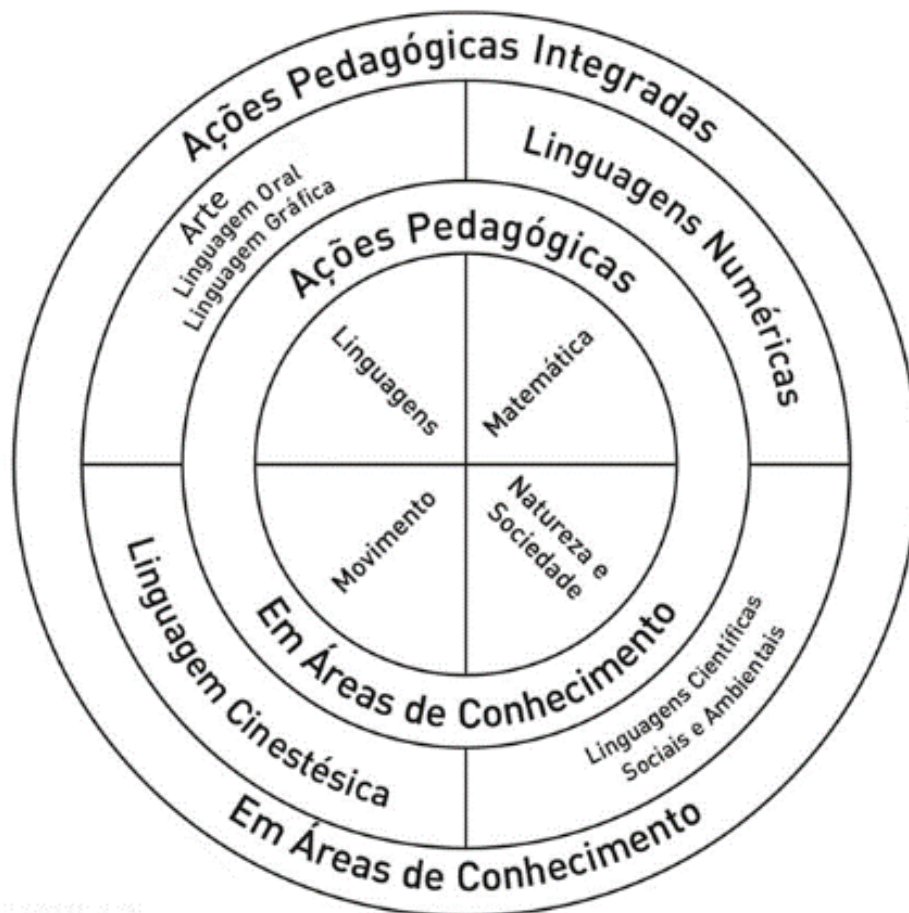 Ações Pedagógicas Integradas
Arte
Linguagem Oral
Linguagem Gráfica
Linguagens Numéricas
Ações Pedagógicas
Linguagens
Matemática
Movimento
Natureza e
Sociedade
Em Áreas de Conhecimento
Linguagem Cinestésica
Linguagens Científicas
Sociais e Ambientais
Em Áreas de Conhecimento